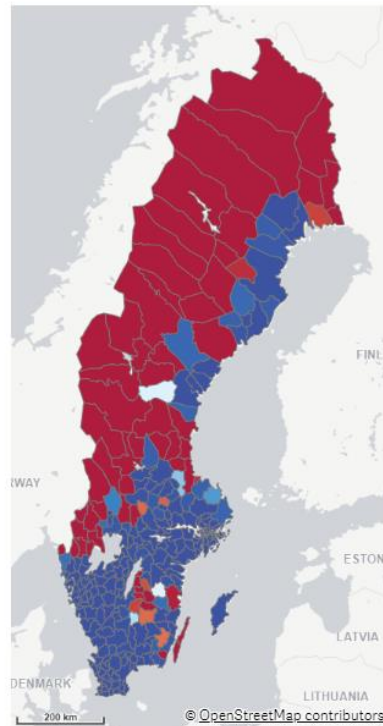 FINL
RWAY
ESTON
LATVIA
DENMARK
LITHUANIA
200 km
© OpenStreetMap contributors